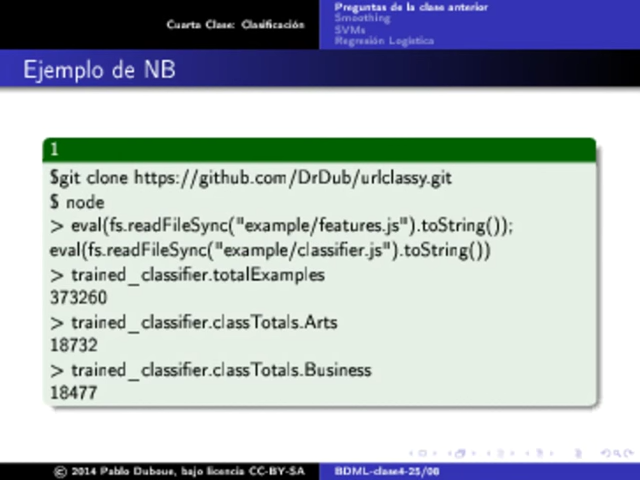 Cuarta Clase: Clasificación
Preguntas de la clase anterior
Smoothing
SVMs
Regresión Logística
Ejemplo de NB
1
$git clone https://github.com/DrDub/urlclassy.git
$ node
> eval(fs.readFileSync("example/features.js").toString());
eval(fs.readFileSync("example/classifier.js").toString())
> trained_classifier.totalExamples
373260
> trained_classifier.classTotals.Arts
18732
> trained_classifier.classTotals.Business
18477
© 2014 Pablo Duboue, bajo licencia CC-BY-SA
BDML-clase4-25/08